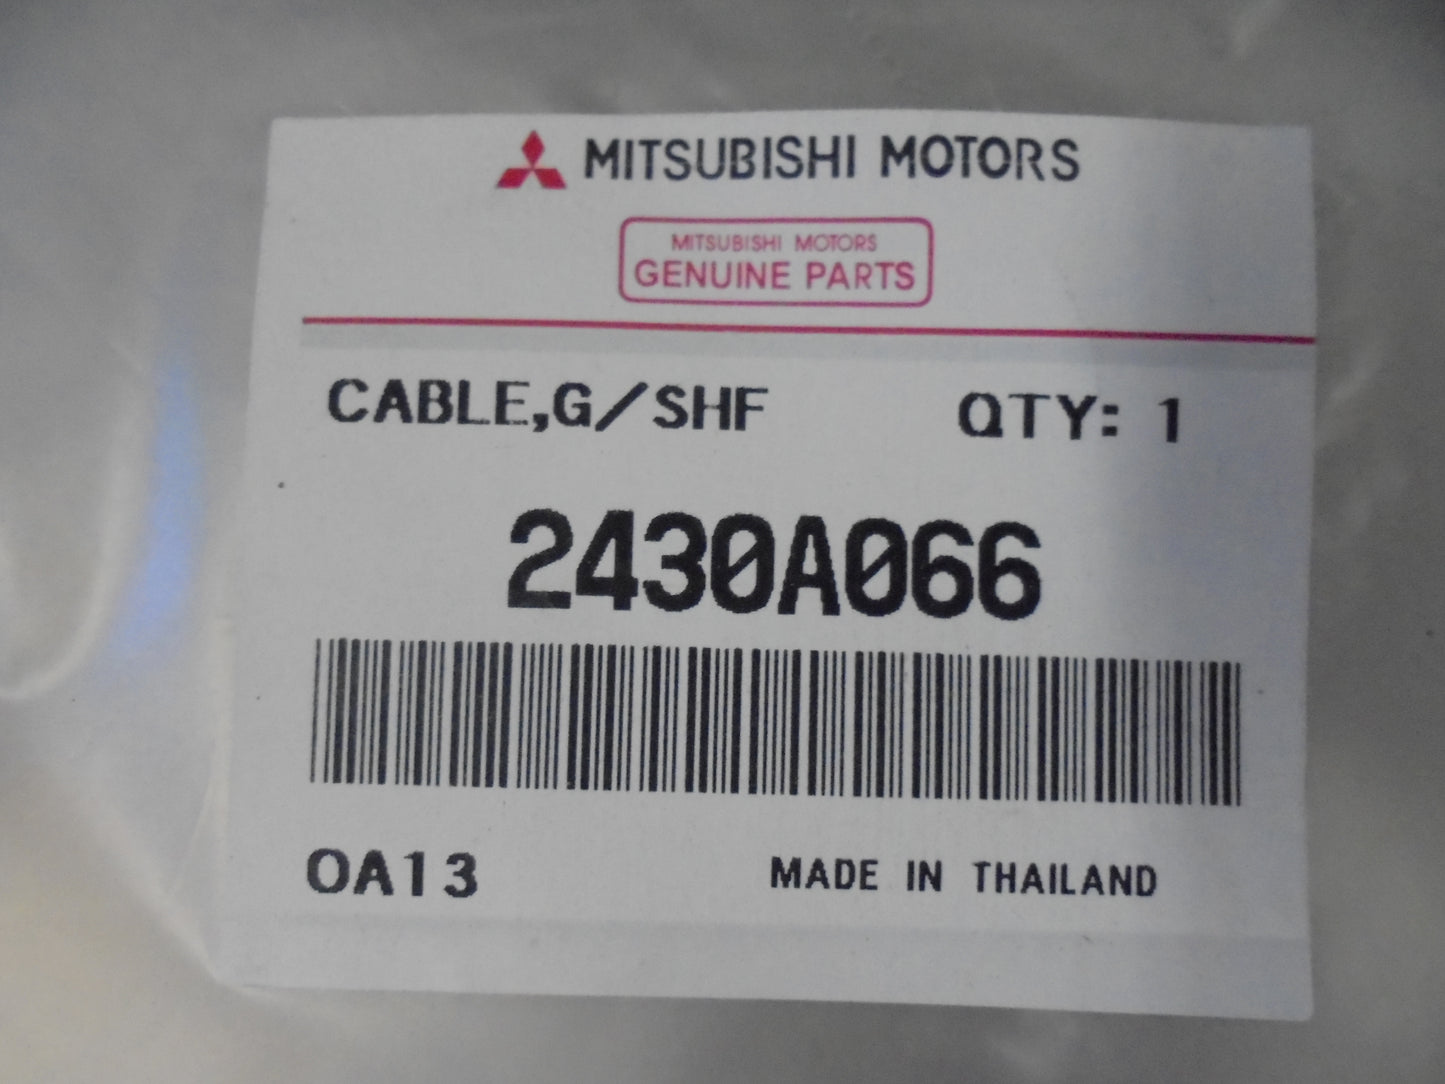 MITSUBISHI MOTORS
MITSUBISHI MOTORS
GENUINE PARTS
CABLE,G/SHF QTY: 1
2430A066
OA13 MADE IN THAILAND